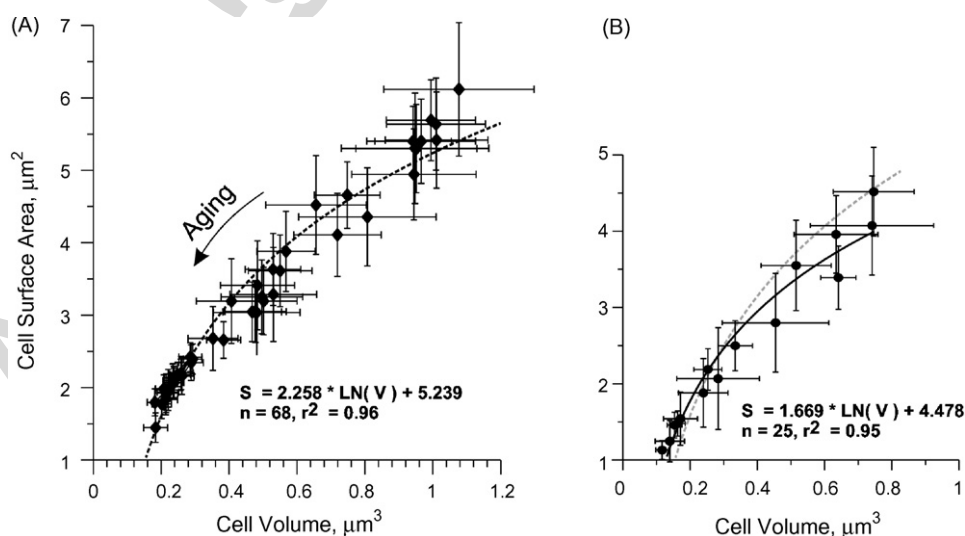 (A)
7
6
5
4
3
2
1
Cell Surface Area, μm2
Aging
S = 2.258 * LN( V ) + 5.239
n = 68, r2 = 0.96
0 0.2 0.4 0.6 0.8 1 1.2
Cell Volume, μm3
(B)
5
4
3
2
1
S = 1.669 * LN( V ) + 4.478
n = 25, r2 = 0.95
0 0.2 0.4 0.6 0.8 1
Cell Volume, μm3